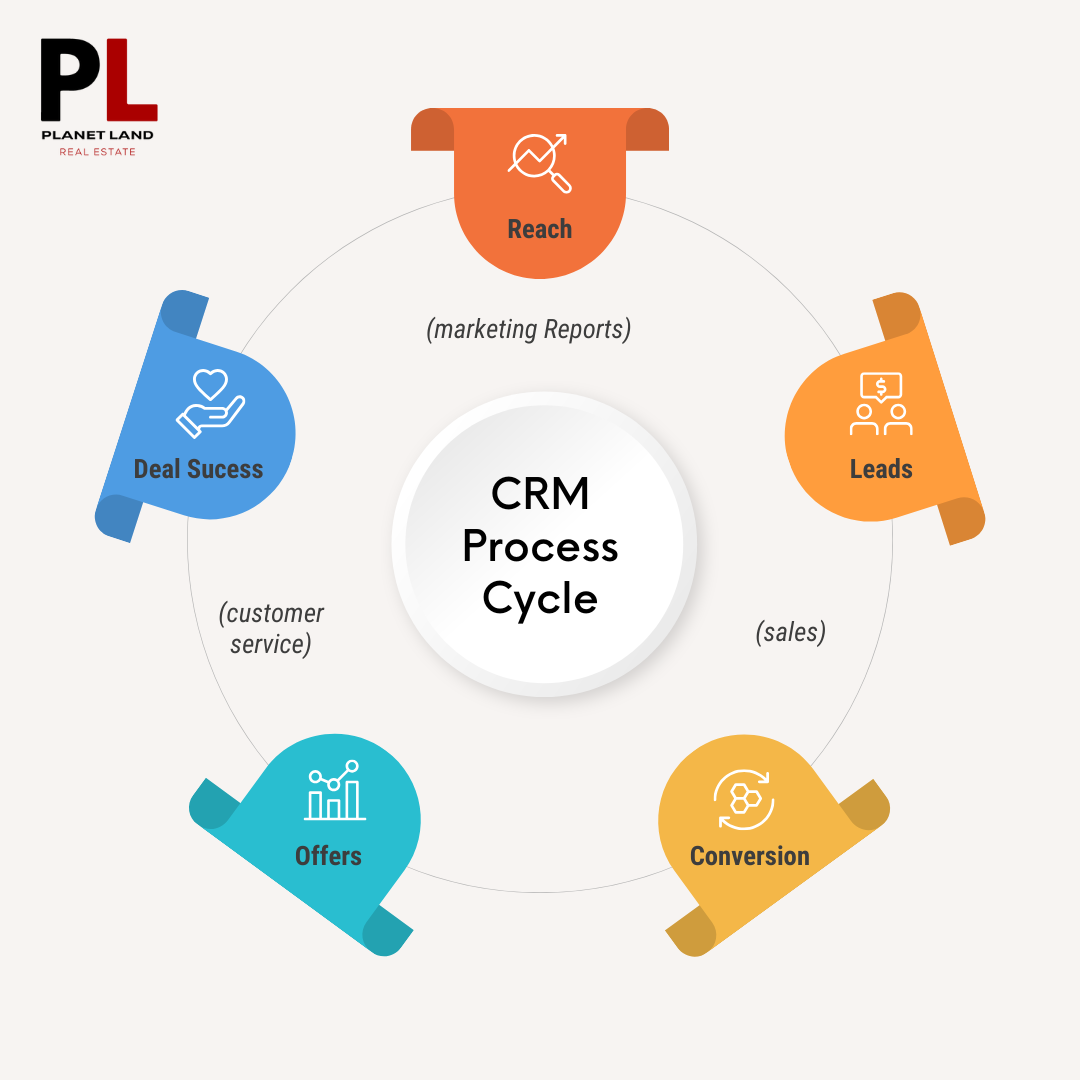 PL
PLANET LAND
REAL ESTATE
Reach
(marketing Reports)
Deal Sucess
$
Leads
CRM
Process
Cycle
(customer
service)
(sales)
Offers
Conversion